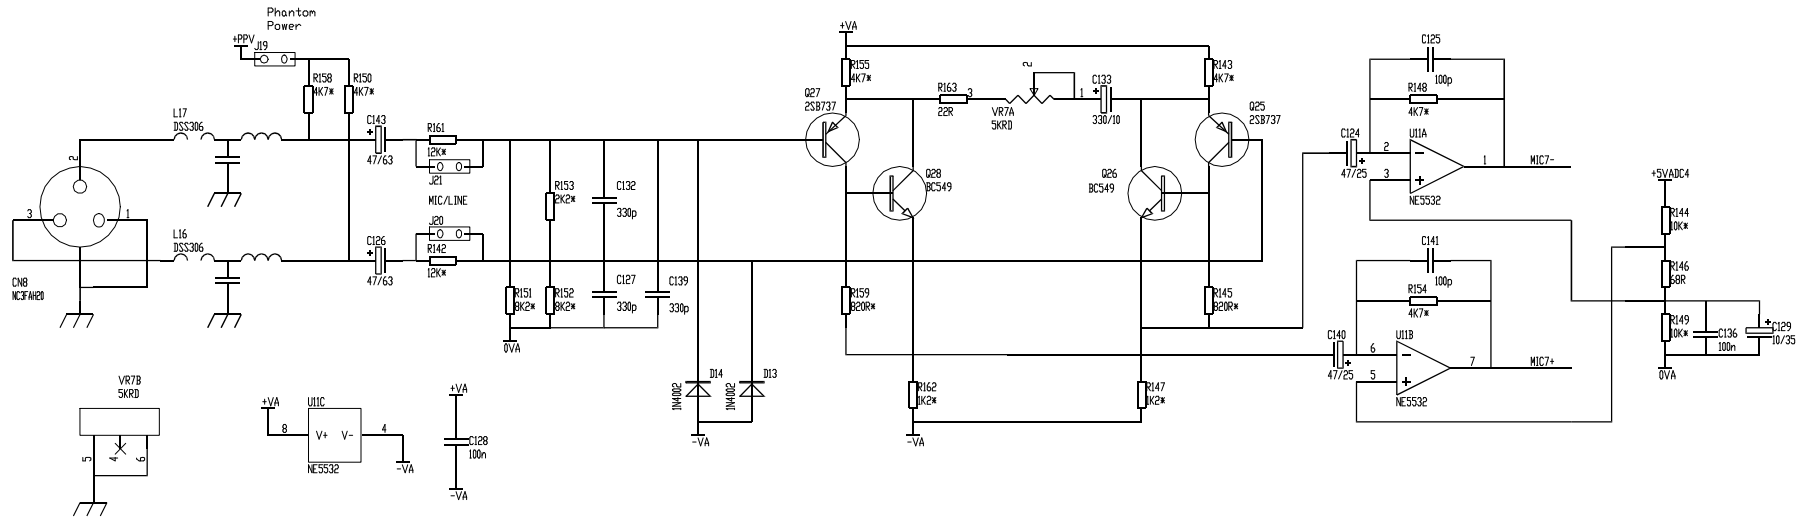 Phantom
Power
+PPV
J19
R158
4K7*
R150
4K7*
L17
DSS306
C143
+
47/63
R161
12K*
J21
MIC/LINE
J20
R142
12K*
L16
DSS306
C126
+
47/63
2
3
1
CN8
NC3FAH20
R153
2K2*
C132
330p
R151
8K2*
R152
8K2*
C127
330p
C139
330p
0VA
D14
1N4002
D13
1N4002
-VA
+VA
R155
4K7*
Q27
2SB737
Q28
BC549
R163
22R
3
2
VR7A
5KRD
1
C133
+
330/10
R143
4K7*
Q25
2SB737
Q26
BC549
R159
820R*
R145
820R*
R162
1K2*
R147
1K2*
-VA
C125
100p
R148
4K7*
C124
+
47/25
U11A
2
3
-
+
1
NE5532
MIC7-
C141
100p
R154
4K7*
C140
+
47/25
U11B
6
5
-
+
7
NE5532
MIC7+
+5VADC4
R144
10K*
R146
68R
R149
10K*
C136
100n
+
C129
10/35
0VA
VR7B
5KRD
5
4
6
+VA
8
U11C
V+ V-
4
NE5532
-VA
+VA
C128
100n
-VA